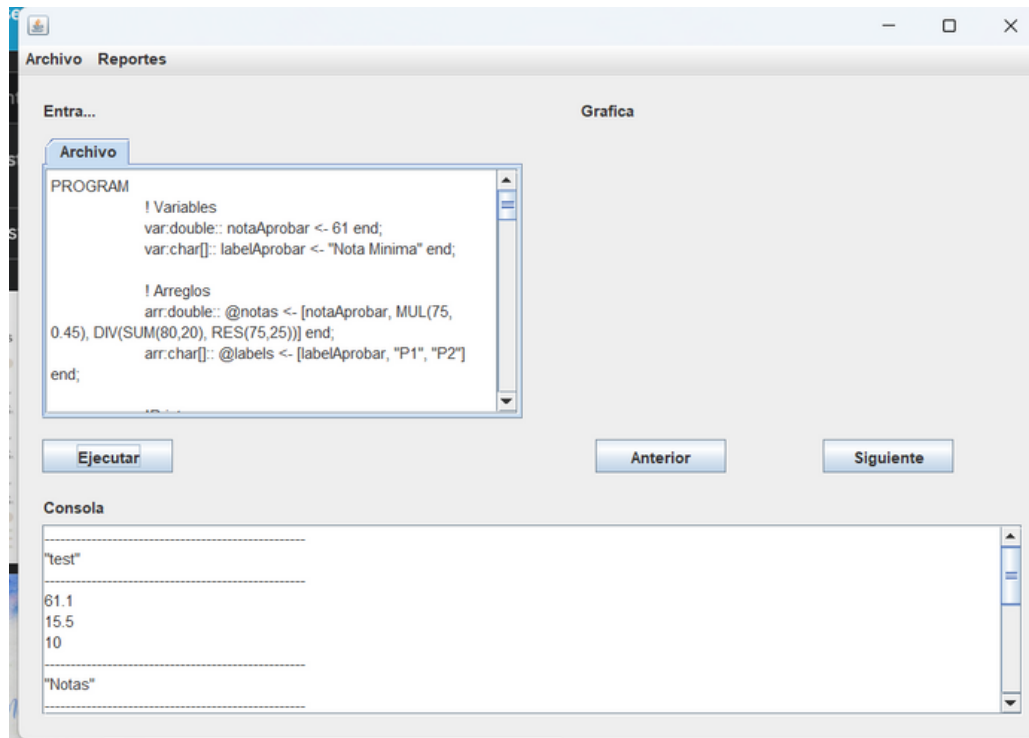 Archivo Reportes
Entra...
Grafica
Archivo
PROGRAM
! Variables
var:double:: notaAprobar <- 61 end;
var:char[]:: labelAprobar <- "Nota Minima" end;
! Arreglos
arr:double:: @notas <- [notaAprobar, MUL(75,
0.45), DIV(SUM(80,20), RES(75,25))] end;
arr:char[]:: @labels <- [labelAprobar, "P1", "P2"]
end;
Ejecutar
Anterior
Siguiente
Consola
--------------------------------------------------
"test"
--------------------------------------------------
61.1
15.5
10
--------------------------------------------------
"Notas"
--------------------------------------------------